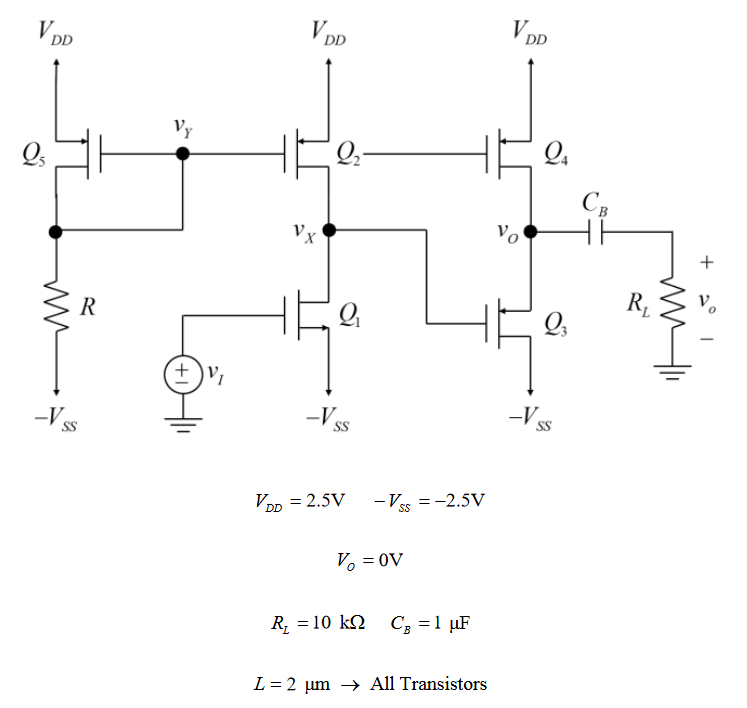 V_DD V_DD V_DD
Q_5 v_Y Q_2 Q_4
C_B
v_X v_O
+
R Q_1 Q_3 R_L v_o
−
+
− v_I
−V_SS −V_SS −V_SS
V_DD = 2.5V −V_SS = −2.5V
V_O = 0V
R_L = 10 kΩ C_B = 1 μF
L = 2 μm → All Transistors